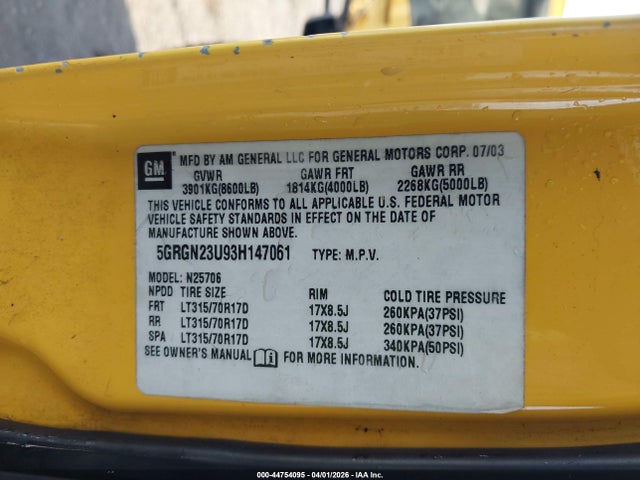 GM
MFD BY AM GENERAL LLC FOR GENERAL MOTORS CORP. 07/03
GVWR GAWR FRT GAWR RR
3901KG(8600LB) 1814KG(4000LB) 2268KG(5000LB)
THIS VEHICLE CONFORMS TO ALL APPLICABLE U.S. FEDERAL MOTOR
VEHICLE SAFETY STANDARDS IN EFFECT ON THE DATE OF
MANUFACTURE SHOWN ABOVE.
5GRGN23U93H147061 TYPE: M.P.V.
MODEL: N25706
NPDD TIRE SIZE RIM COLD TIRE PRESSURE
FRT LT315/70R17D 17X8.5J 260KPA(37PSI)
RR LT315/70R17D 17X8.5J 260KPA(37PSI)
SPA LT315/70R17D 17X8.5J 340KPA(50PSI)
SEE OWNER'S MANUAL FOR MORE INFORMATION.
000-44754095 - 04/01/2026 - IAA Inc.